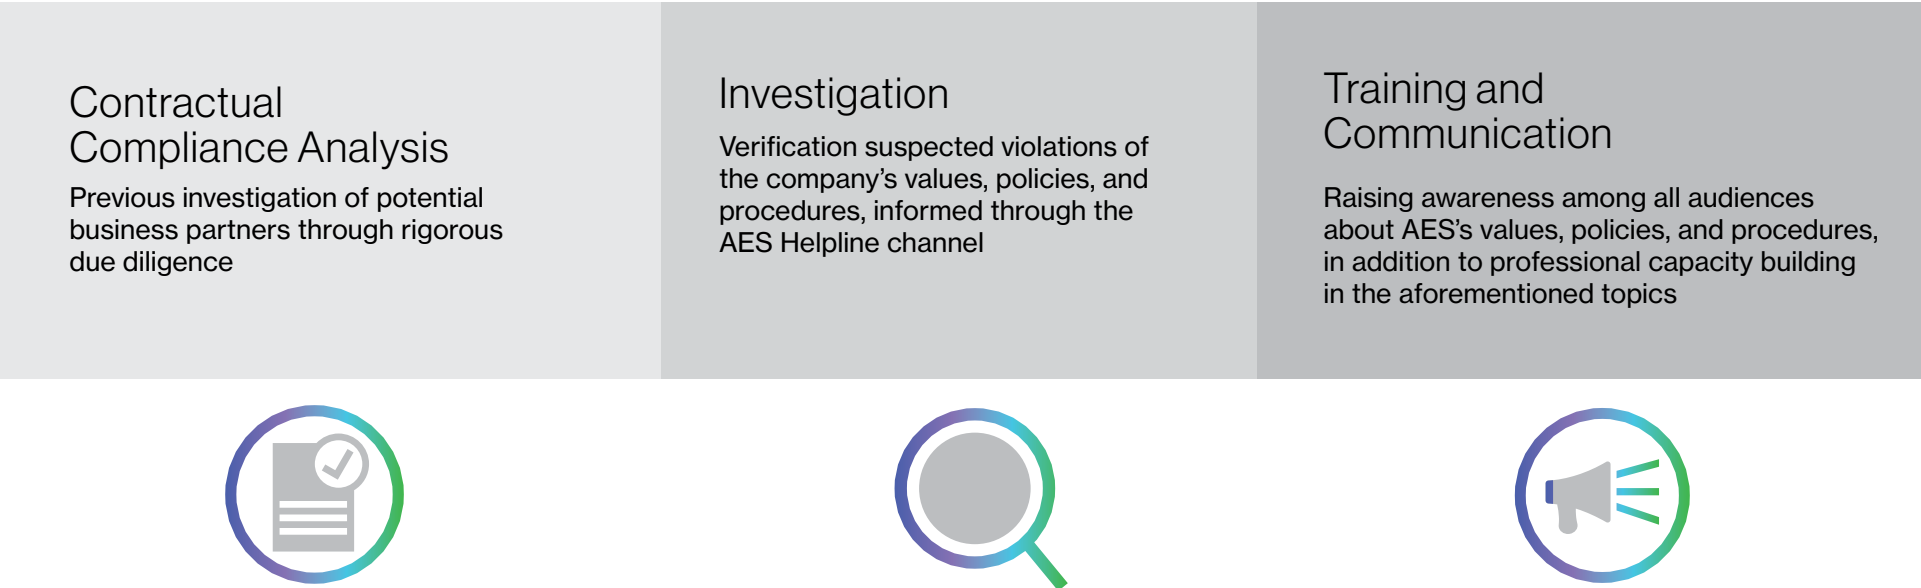 Contractual
Compliance Analysis
Previous investigation of potential
business partners through rigorous
due diligence
Investigation
Verification suspected violations of
the company’s values, policies, and
procedures, informed through the
AES Helpline channel
Training and
Communication
Raising awareness among all audiences
about AES’s values, policies, and procedures,
in addition to professional capacity building
in the aforementioned topics